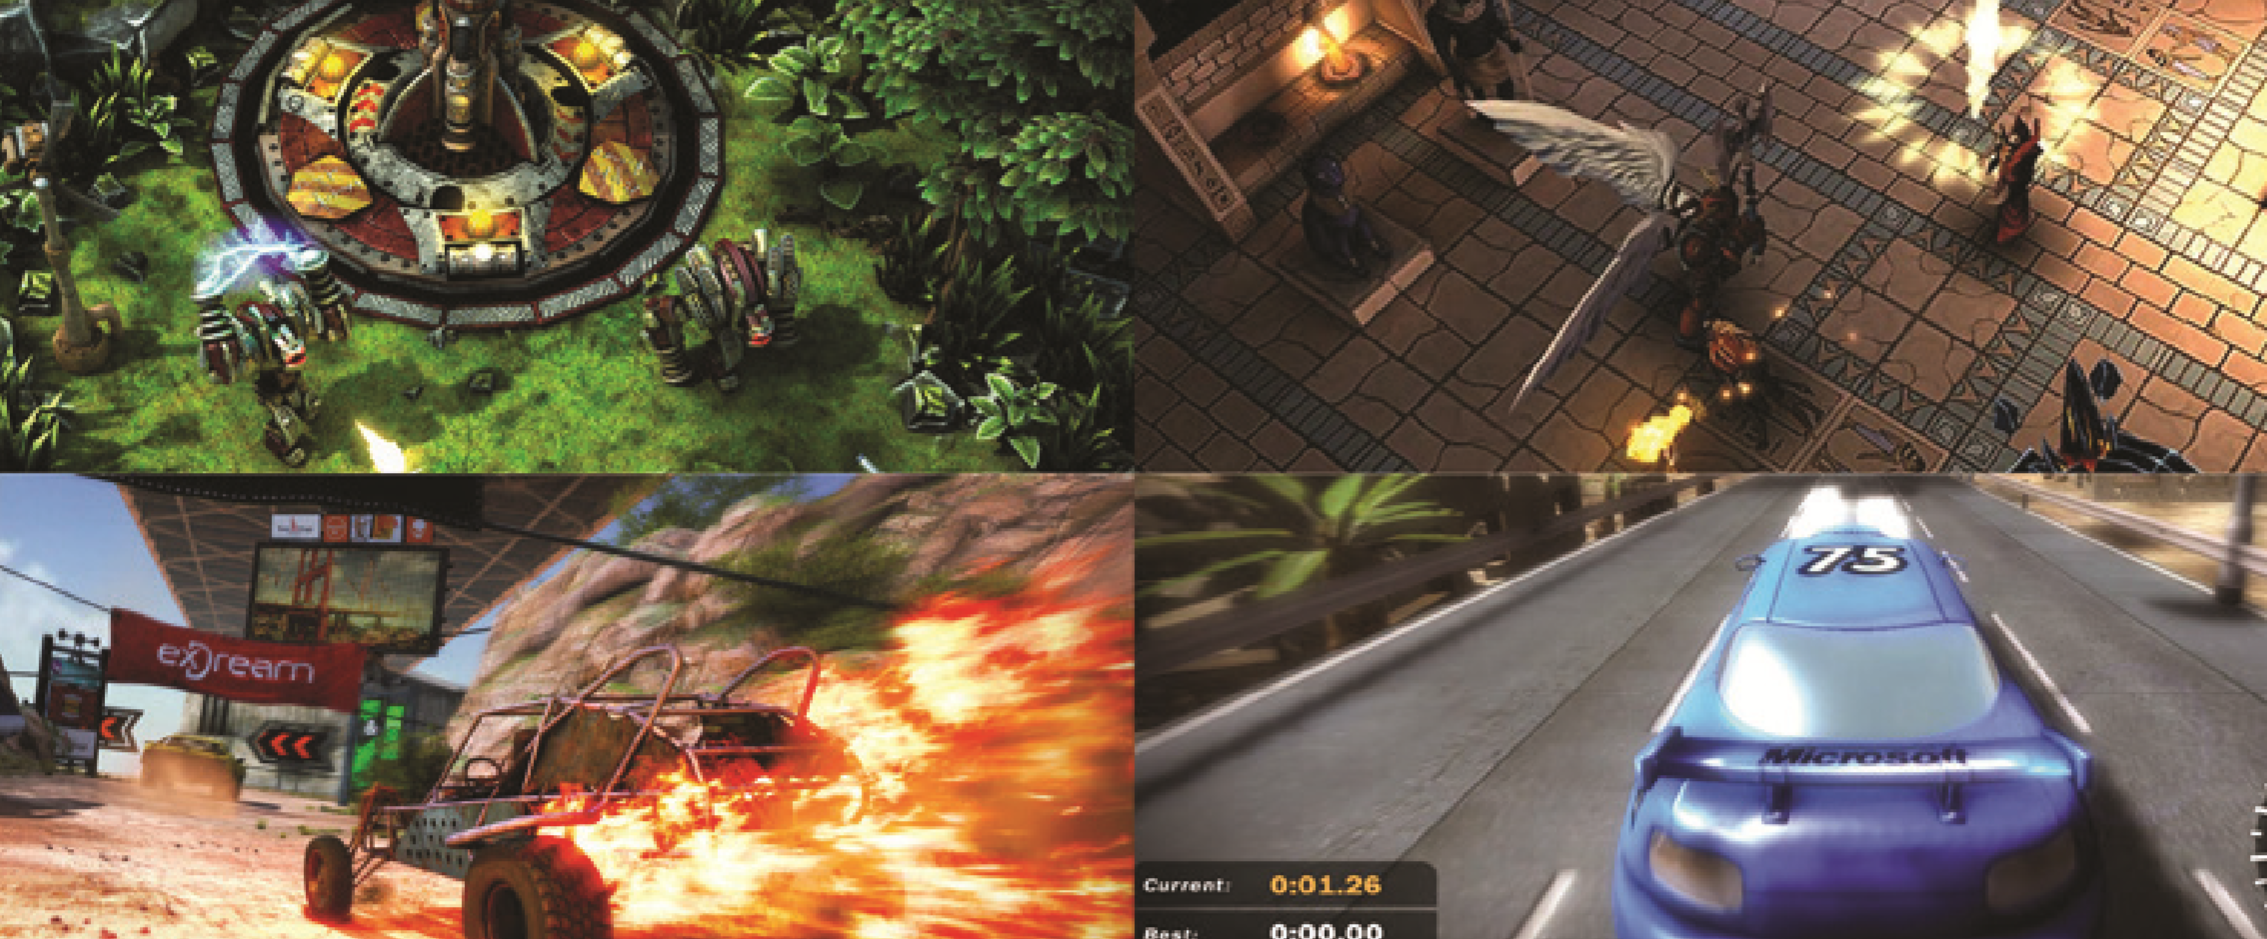 exDream
75
Microsoft
Current: 0:01.26
Best: 0:00.00